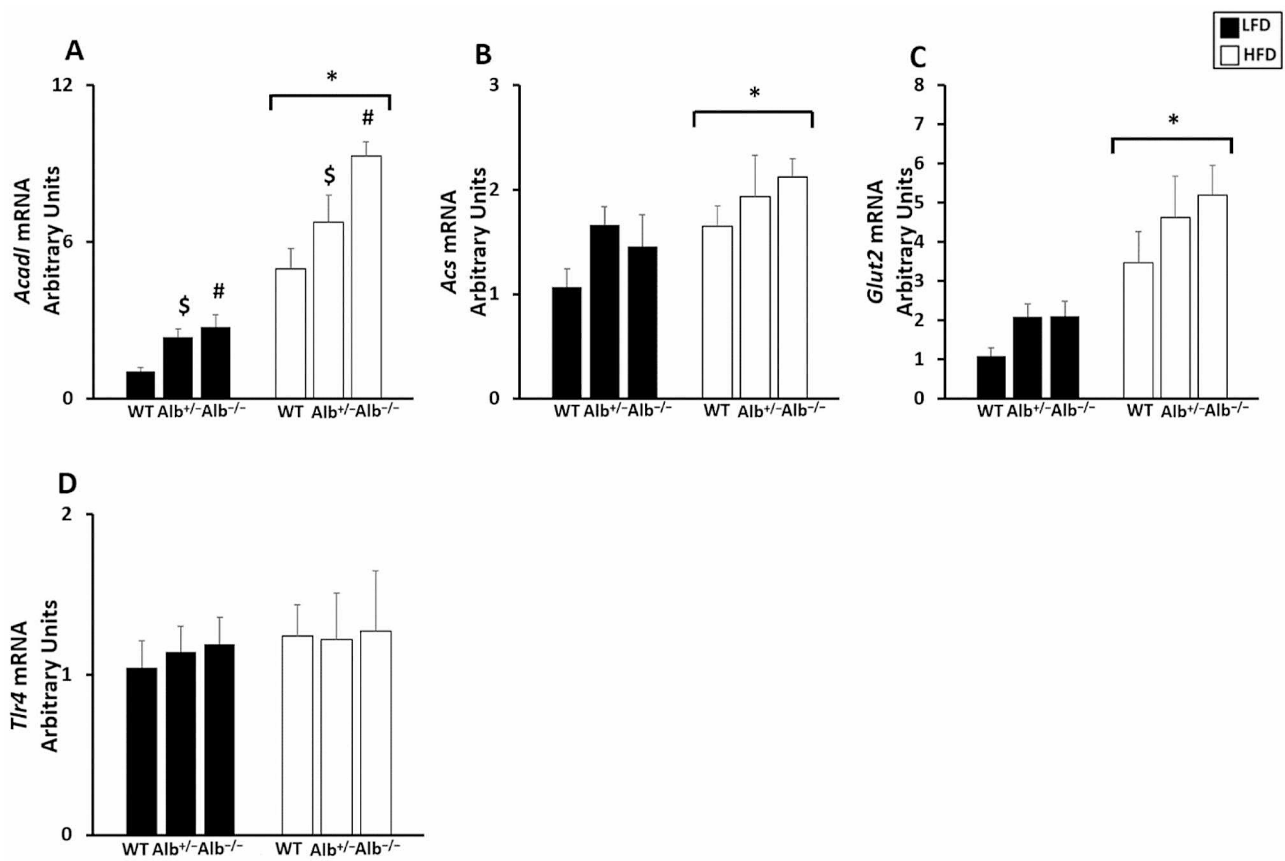 LFD
HFD
A
12
6
0
Acadl mRNA
Arbitrary Units
$
#
*
$
#
WT Alb+/− Alb−/−
WT Alb+/− Alb−/−
B
3
2
1
0
Acs mRNA
Arbitrary Units
*
WT Alb+/− Alb−/−
WT Alb+/− Alb−/−
C
8
7
6
5
4
3
2
1
0
Glut2 mRNA
Arbitrary Units
*
WT Alb+/− Alb−/−
WT Alb+/− Alb−/−
D
2
1
0
Tlr4 mRNA
Arbitrary Units
WT Alb+/− Alb−/−
WT Alb+/− Alb−/−